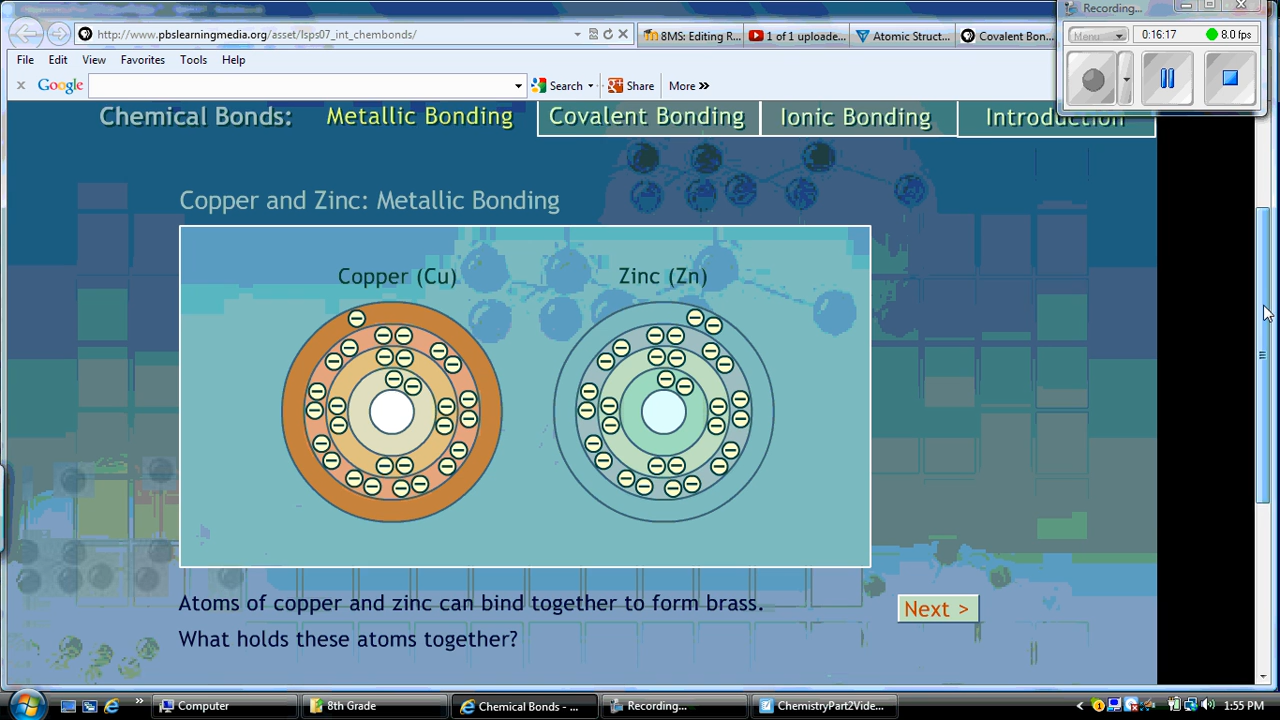 Recording...
http://www.pbslearningmedia.org/asset/lsps07_int_chembonds/
8MS: Editing R...
1 of 1 uploade...
Atomic Struct...
Covalent Bon...
Menu
0:16:17
8.0 fps
File Edit View Favorites Tools Help
x Google Search Share More »
Chemical Bonds: Metallic Bonding Covalent Bonding Ionic Bonding Introduction
Copper and Zinc: Metallic Bonding
Copper (Cu) Zinc (Zn)
Atoms of copper and zinc can bind together to form brass.
Next >
What holds these atoms together?
Computer 8th Grade Chemical Bonds - ... Recording... ChemistryPart2Vide... 1:55 PM